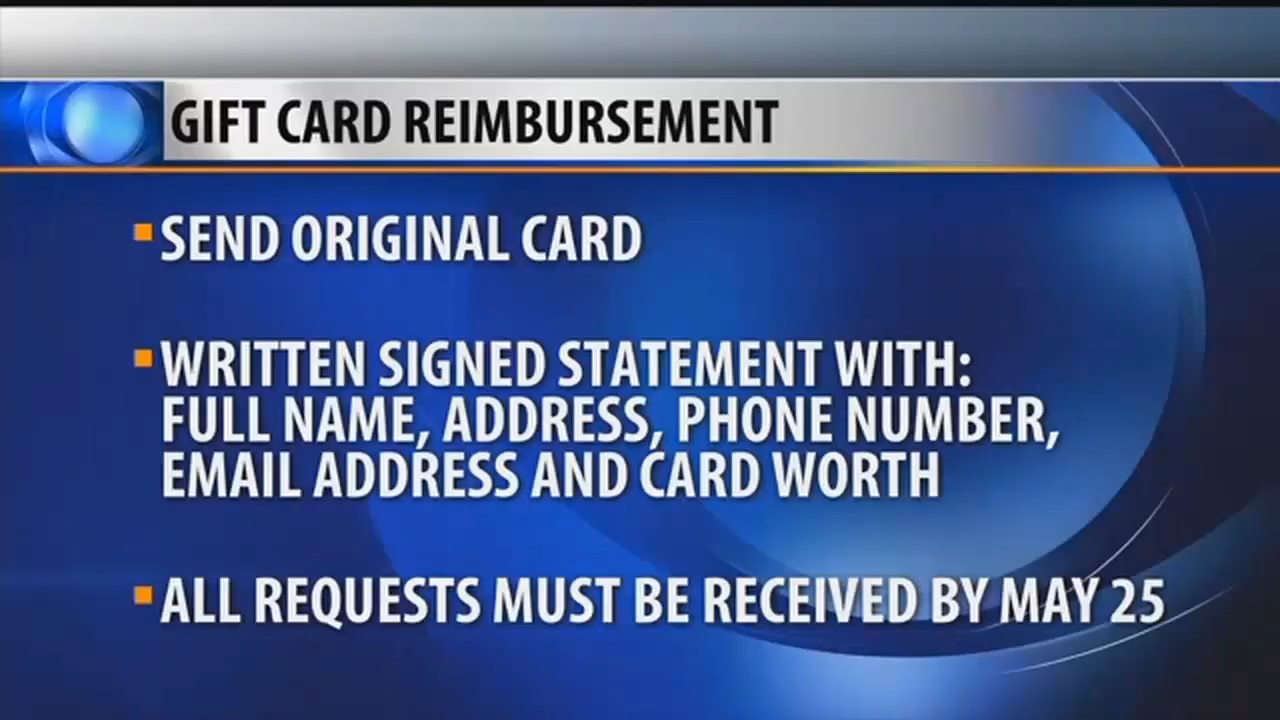 GIFT CARD REIMBURSEMENT
SEND ORIGINAL CARD
WRITTEN SIGNED STATEMENT WITH:
FULL NAME, ADDRESS, PHONE NUMBER,
EMAIL ADDRESS AND CARD WORTH
ALL REQUESTS MUST BE RECEIVED BY MAY 25